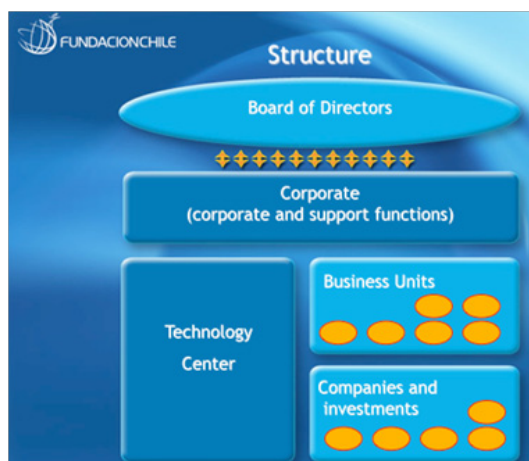 FUNDACIONCHILE
Structure
Board of Directors
Corporate
(corporate and support functions)
Technology
Center
Business Units
Companies and
investments